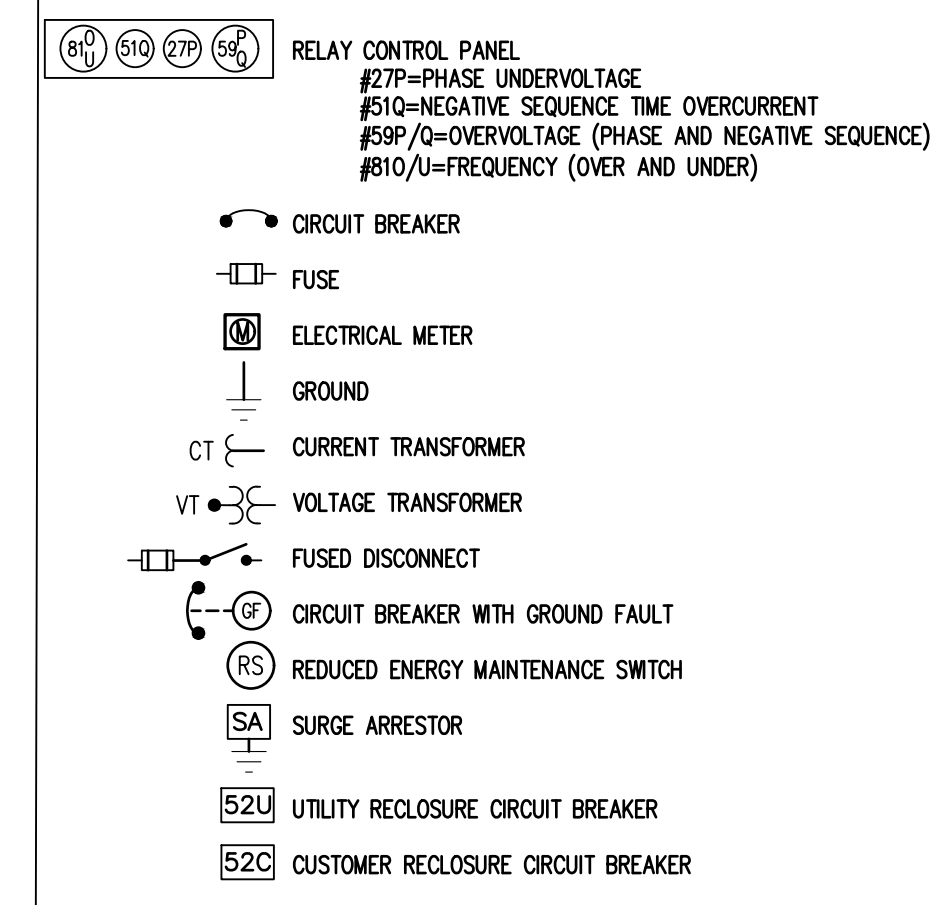 81 O U 51Q 27P 59 P Q RELAY CONTROL PANEL
#27P=PHASE UNDERVOLTAGE
#51Q=NEGATIVE SEQUENCE TIME OVERCURRENT
#59P/Q=OVERVOLTAGE (PHASE AND NEGATIVE SEQUENCE)
#81O/U=FREQUENCY (OVER AND UNDER)
CIRCUIT BREAKER
FUSE
M ELECTRICAL METER
GROUND
CT CURRENT TRANSFORMER
VT VOLTAGE TRANSFORMER
FUSED DISCONNECT
GF CIRCUIT BREAKER WITH GROUND FAULT
RS REDUCED ENERGY MAINTENANCE SWITCH
SA SURGE ARRESTOR
52U UTILITY RECLOSURE CIRCUIT BREAKER
52C CUSTOMER RECLOSURE CIRCUIT BREAKER